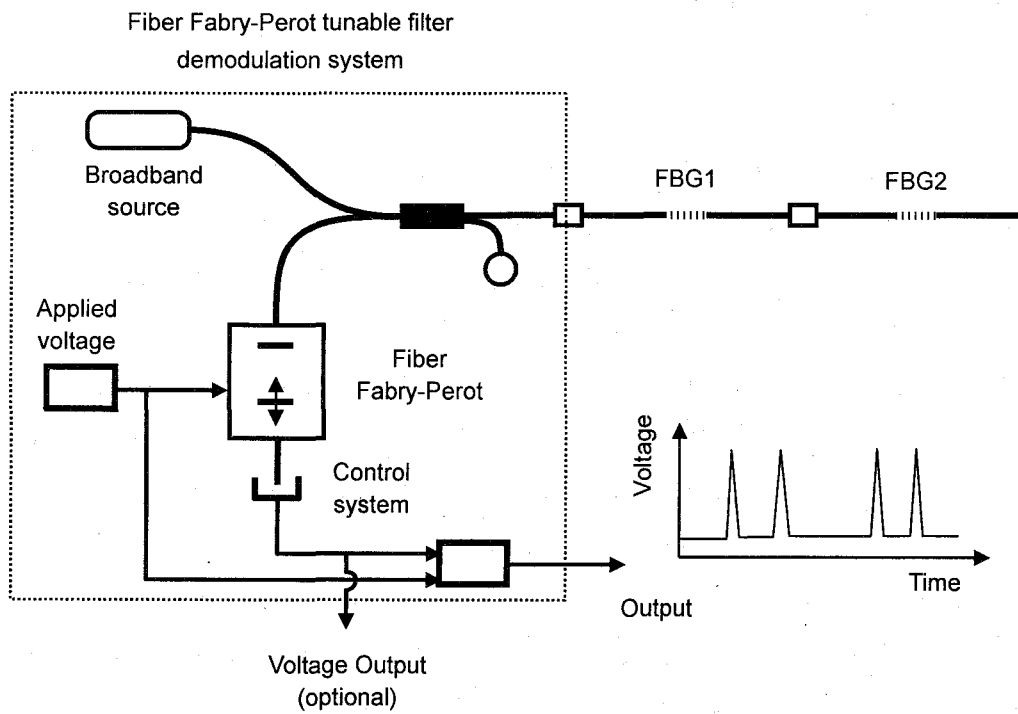 Fiber Fabry-Perot tunable filter
demodulation system
Broadband
source
FBG1
FBG2
Applied
voltage
Fiber
Fabry-Perot
Control
system
Voltage
Time
Output
Voltage Output
(optional)